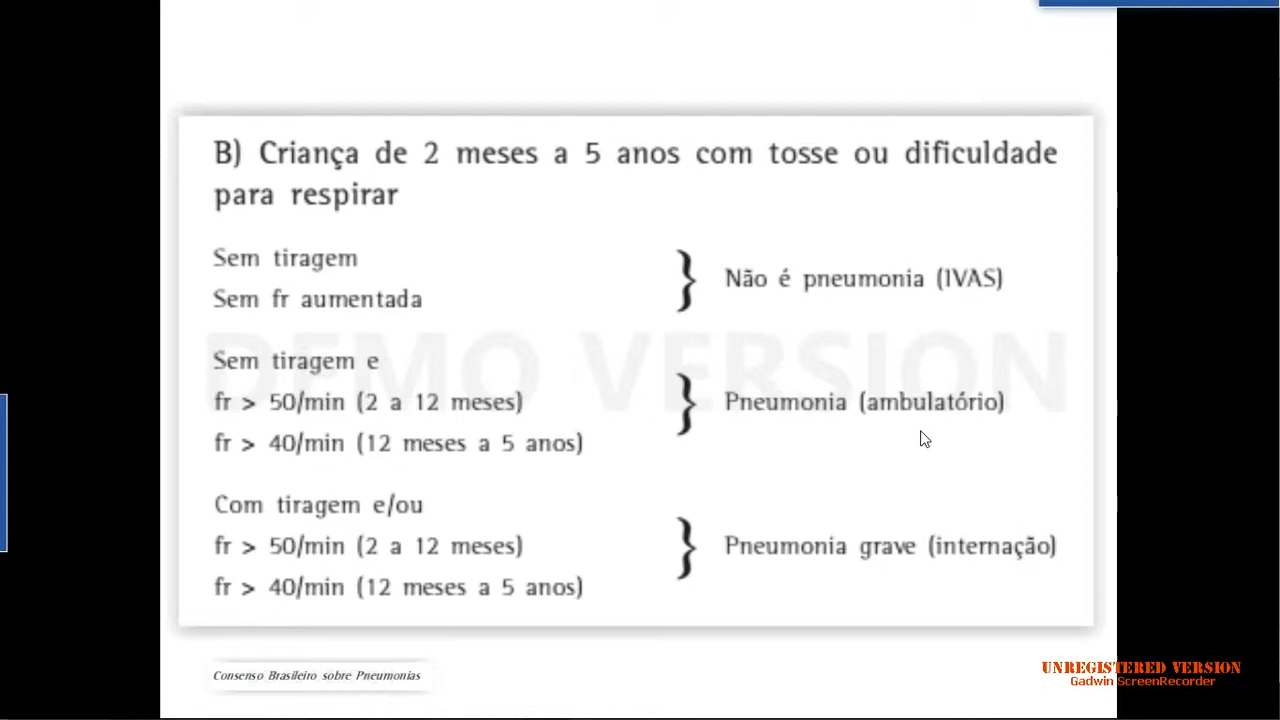 B) Criança de 2 meses a 5 anos com tosse ou dificuldade
para respirar
Sem tiragem
Sem fr aumentada
} Não é pneumonia (IVAS)
DEMO VERSION
Sem tiragem e
fr > 50/min (2 a 12 meses)
fr > 40/min (12 meses a 5 anos)
} Pneumonia (ambulatório)
Com tiragem e/ou
fr > 50/min (2 a 12 meses)
fr > 40/min (12 meses a 5 anos)
} Pneumonia grave (internação)
Consenso Brasileiro sobre Pneumonias
UNREGISTERED VERSION
Gadwin ScreenRecorder